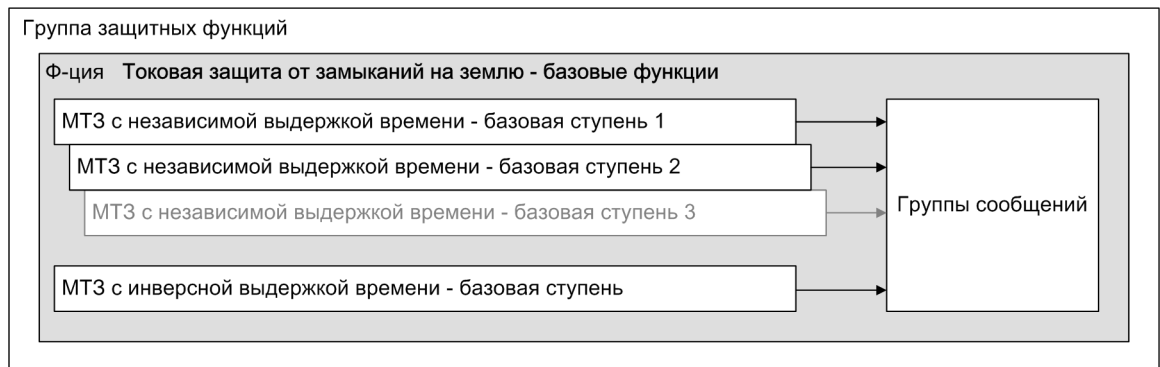 Группа защитных функций
Ф-ция Токовая защита от замыканий на землю - базовые функции
МТЗ с независимой выдержкой времени - базовая ступень 1
МТЗ с независимой выдержкой времени - базовая ступень 2
МТЗ с независимой выдержкой времени - базовая ступень 3
Группы сообщений
МТЗ с инверсной выдержкой времени - базовая ступень